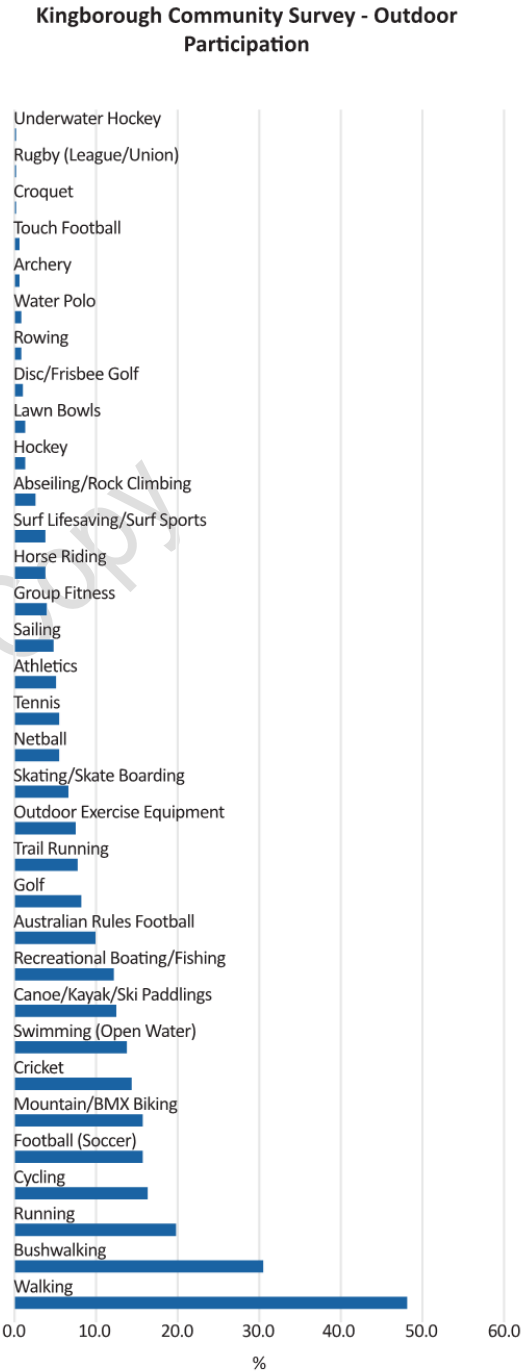 Kingborough Community Survey - Outdoor
Participation
Underwater Hockey
Rugby (League/Union)
Croquet
Touch Football
Archery
Water Polo
Rowing
Disc/Frisbee Golf
Lawn Bowls
Hockey
Abseiling/Rock Climbing
Surf Lifesaving/Surf Sports
Horse Riding
Group Fitness
Sailing
Athletics
Tennis
Netball
Skating/Skate Boarding
Outdoor Exercise Equipment
Trail Running
Golf
Australian Rules Football
Recreational Boating/Fishing
Canoe/Kayak/Ski Paddlings
Swimming (Open Water)
Cricket
Mountain/BMX Biking
Football (Soccer)
Cycling
Running
Bushwalking
Walking
0.0 10.0 20.0 30.0 40.0 50.0 60.0
%
Copy